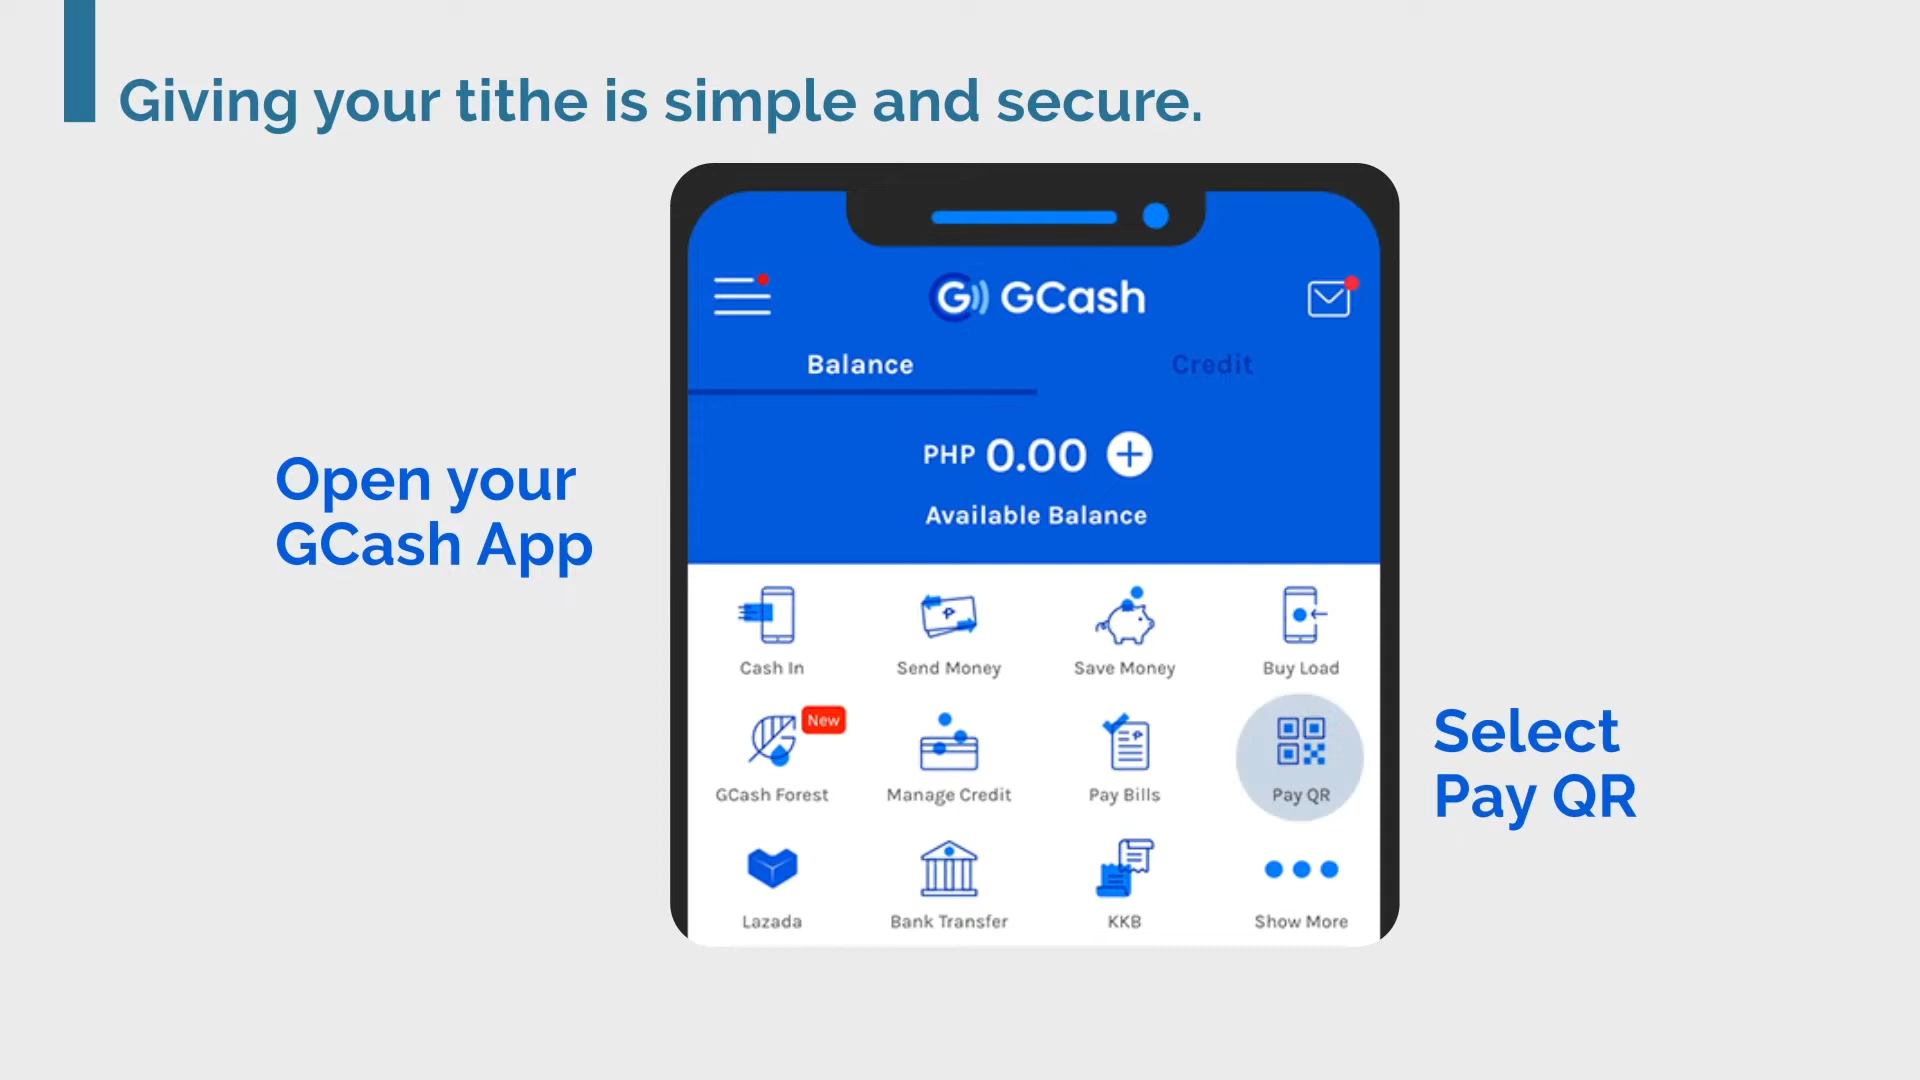 Giving your tithe is simple and secure.
GCash
Balance
Credit
PHP 0.00
Available Balance
Open your
GCash App
Cash In
Send Money
Save Money
Buy Load
New
GCash Forest
Manage Credit
Pay Bills
Pay QR
Select
Pay QR
Lazada
Bank Transfer
KKB
Show More